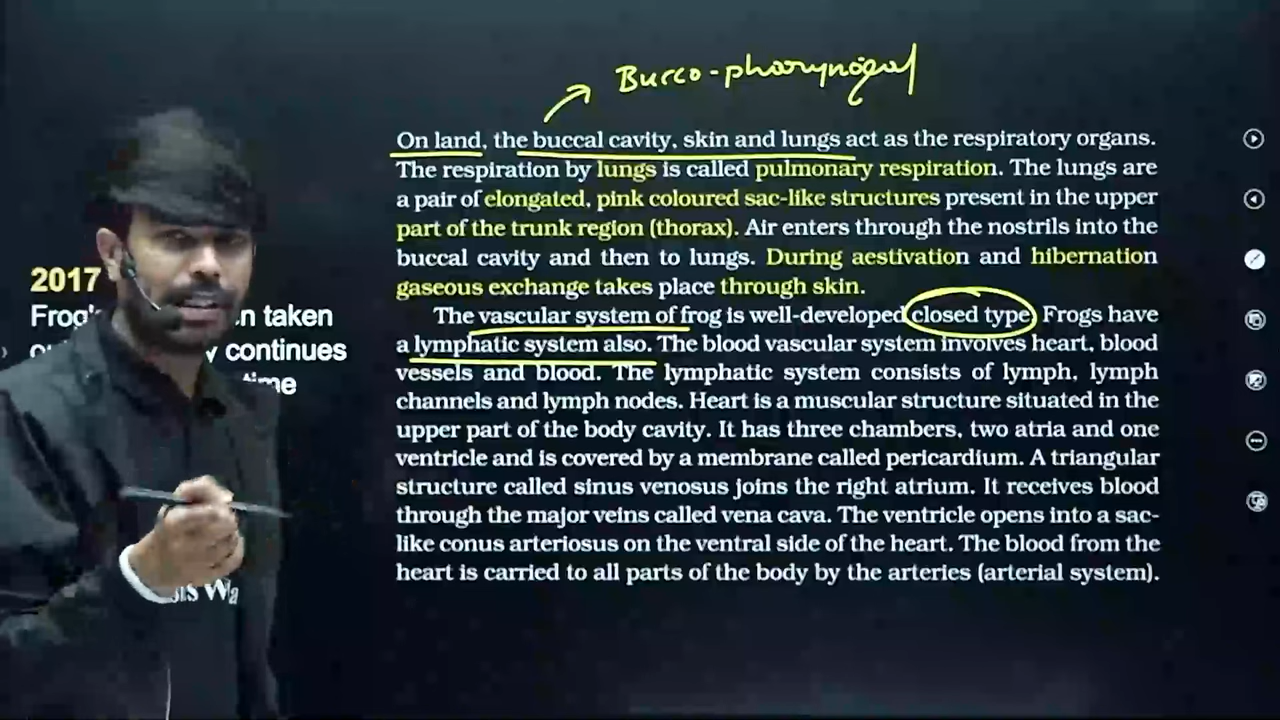 Bucco-pharyngeal
On land, the buccal cavity, skin and lungs act as the respiratory organs.
The respiration by lungs is called pulmonary respiration. The lungs are
a pair of elongated, pink coloured sac-like structures present in the upper
part of the trunk region (thorax). Air enters through the nostrils into the
buccal cavity and then to lungs. During aestivation and hibernation
gaseous exchange takes place through skin.
The vascular system of frog is well-developed closed type. Frogs have
a lymphatic system also. The blood vascular system involves heart, blood
vessels and blood. The lymphatic system consists of lymph, lymph
channels and lymph nodes. Heart is a muscular structure situated in the
upper part of the body cavity. It has three chambers, two atria and one
ventricle and is covered by a membrane called pericardium. A triangular
structure called sinus venosus joins the right atrium. It receives blood
through the major veins called vena cava. The ventricle opens into a sac-
like conus arteriosus on the ventral side of the heart. The blood from the
heart is carried to all parts of the body by the arteries (arterial system).
2017
Frog's taken
continues